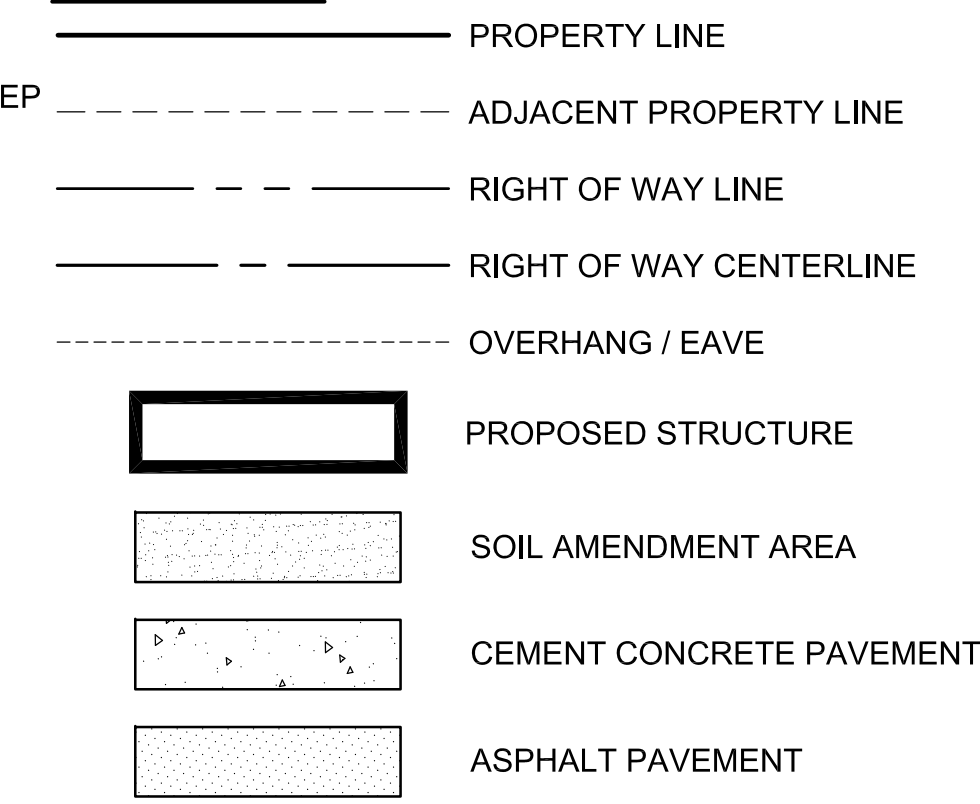 PROPERTY LINE
EP
ADJACENT PROPERTY LINE
RIGHT OF WAY LINE
RIGHT OF WAY CENTERLINE
OVERHANG / EAVE
PROPOSED STRUCTURE
SOIL AMENDMENT AREA
CEMENT CONCRETE PAVEMENT
ASPHALT PAVEMENT